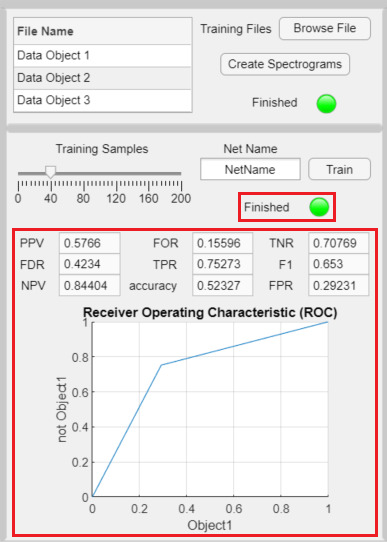 File Name
Training Files
Browse File
Data Object 1
Data Object 2
Data Object 3
Create Spectrograms
Finished
Training Samples
Net Name
NetName
Train
0 40 80 120 160 200
Finished
PPV 0.5766 FOR 0.15596 TNR 0.70769
FDR 0.4234 TPR 0.75273 F1 0.653
NPV 0.84404 accuracy 0.52327 FPR 0.29231
Receiver Operating Characteristic (ROC)
1
0.8
0.6
0.4
0.2
0
not Object1
0 0.2 0.4 0.6 0.8 1
Object1